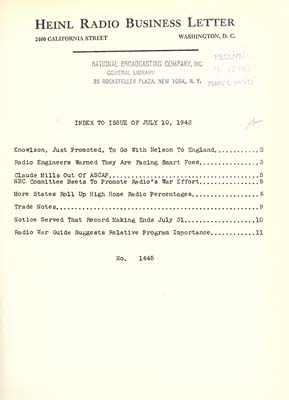 HEINL RADIO BUSINESS LETTER
2400 CALIFORNIA STREET WASHINGTON, D. C.
NATIONAL BROADCASTING COMPANY, Inc.
GENERAL LIBRARY
30 ROCKEFELLER PLAZA, NEW YORK, N. Y.
INDEX TO ISSUE OF JULY 10, 1942
Knowlson, Just Promoted, To Go With Nelson To England............2
Radio Engineers Warned They Are Facing Smart Foes................3
Claude Mills Out Of ASCAP........................................5
NBC Committee Meets To Promote Radio's War Effort................5
More States Roll Up High Home Radio Percentages..................6
Trade Notes......................................................9
Notice Served That Record Making Ends July 31...................10
Radio War Guide Suggests Relative Program Importance............11
No. 1445